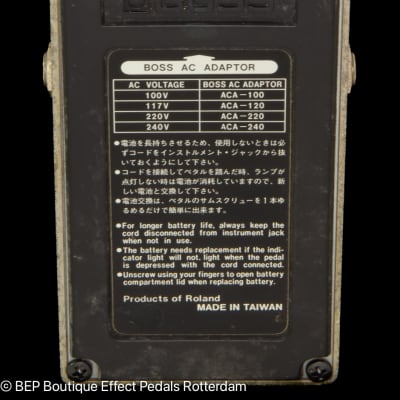 BOSS AC ADAPTOR
AC VOLTAGE BOSS AC ADAPTOR
100V ACA-100
117V ACA-120
220V ACA-220
240V ACA-240
●電池を長持ちさせるため、使用しないときは必
ずコードをインストルメント・ジャックから抜
いておくようにして下さい。
●コードを接続してペタルを踏んだ時、ランプが
点灯しない時は電池が消耗していますので、新
しい電池と交換して下さい。
●電池交換は、ペタルのサムスクリューを1本ゆ
るめるだけで簡単に出来ます。
●For longer battery life, always keep the
cord disconnected from instrument jack
when not in use.
●The battery needs replacement if the indi-
cator light will not, light when the pedal
is depressed with the cord connected.
●Unscrew using your fingers to open battery
compartment lid when replacing battery.
Products of Roland
MADE IN TAIWAN
© BEP Boutique Effect Pedals Rotterdam